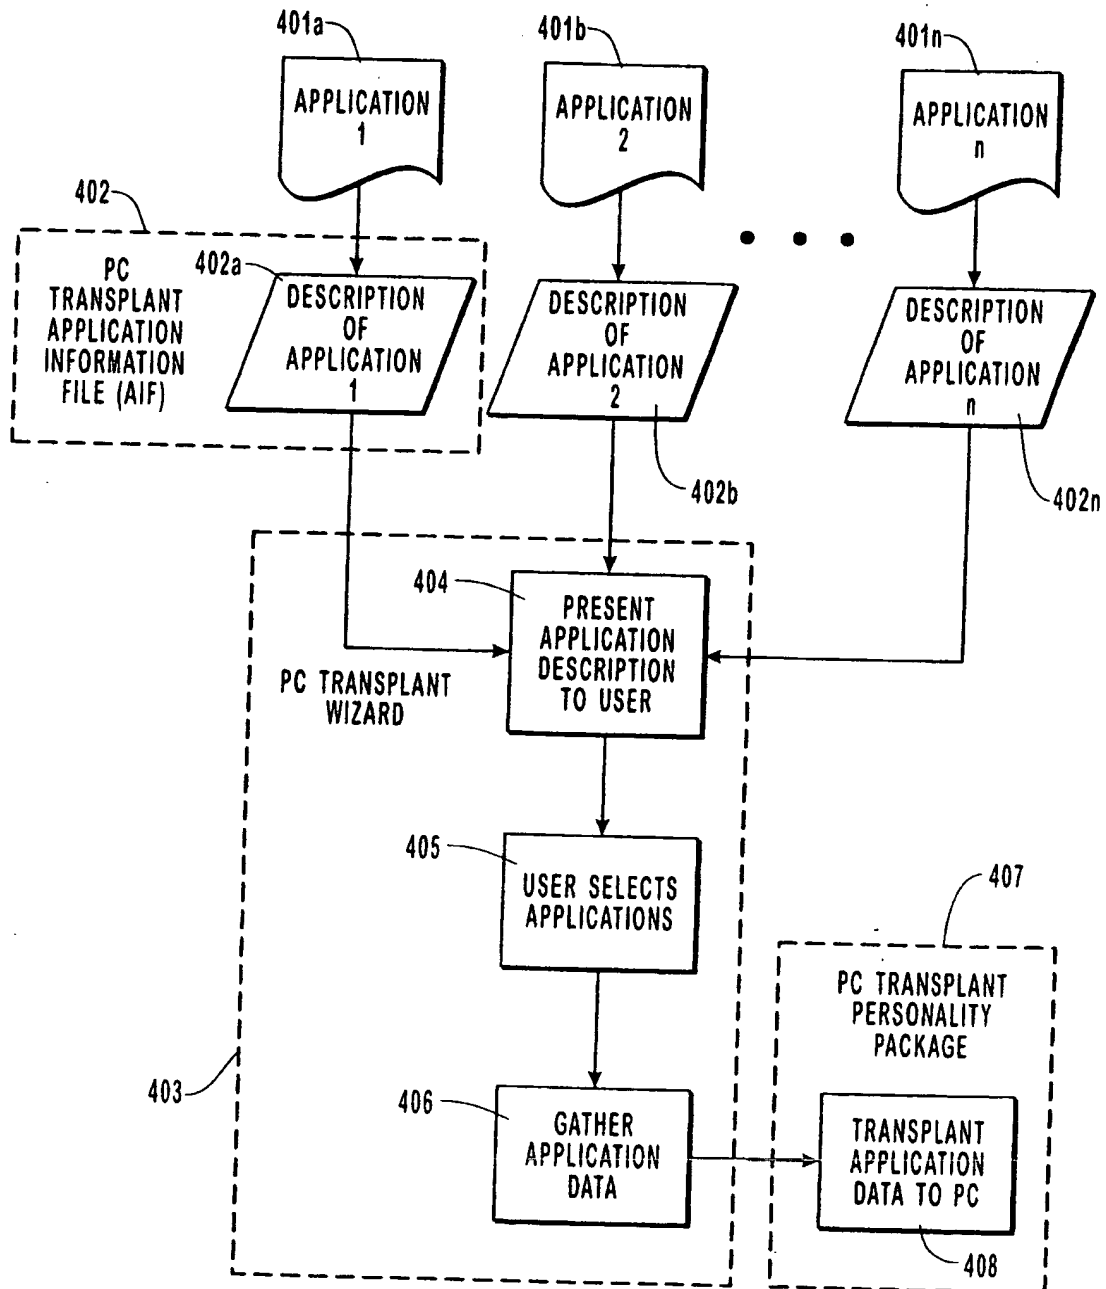 401a
401b
401n
APPLICATION
1
APPLICATION
2
APPLICATION
n
402
PC
TRANSPLANT
APPLICATION
INFORMATION
FILE (AIF)
402a
DESCRIPTION
OF
APPLICATION
1
DESCRIPTION
OF
APPLICATION
2
DESCRIPTION
OF
APPLICATION
n
402b
402n
404
PRESENT
APPLICATION
DESCRIPTION
TO USER
PC TRANSPLANT
WIZARD
405
USER SELECTS
APPLICATIONS
407
PC TRANSPLANT
PERSONALITY
PACKAGE
403
406
GATHER
APPLICATION
DATA
TRANSPLANT
APPLICATION
DATA TO PC
408